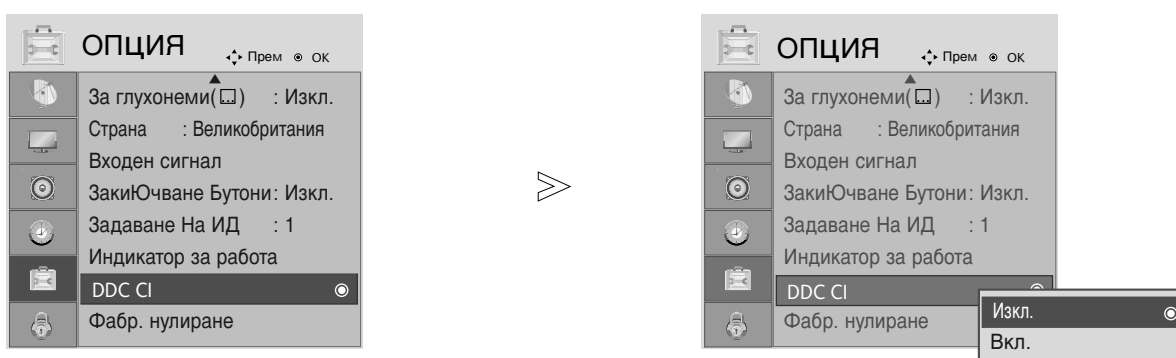 ОПЦИЯ Прем ОК
За глухонеми( ) : Изкл.
Страна : Великобритания
Входен сигнал
ЗакиЮчване Бутони : Изкл.
Задаване На ИД : 1
Индикатор за работа
DDC CI
Фабр. нулиране
ОПЦИЯ Прем ОК
За глухонеми( ) : Изкл.
Страна : Великобритания
Входен сигнал
ЗакиЮчване Бутони : Изкл.
Задаване На ИД : 1
Индикатор за работа
DDC CI
Фабр. нулиране
Изкл.
Вкл.